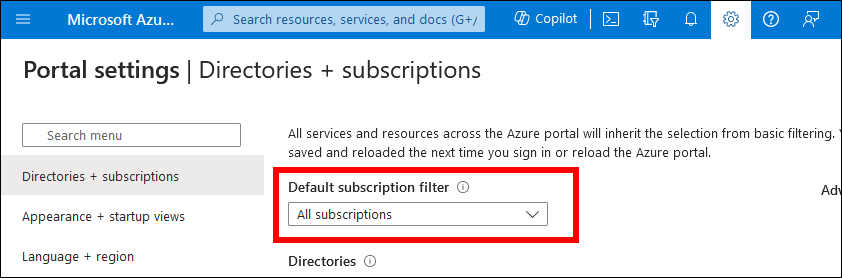 Microsoft Azu... Search resources, services, and docs (G+/ Copilot
Portal settings | Directories + subscriptions
Search menu
Directories + subscriptions
Appearance + startup views
Language + region
All services and resources across the Azure portal will inherit the selection from basic filtering.
saved and reloaded the next time you sign in or reload the Azure portal.
Default subscription filter
All subscriptions
Directories